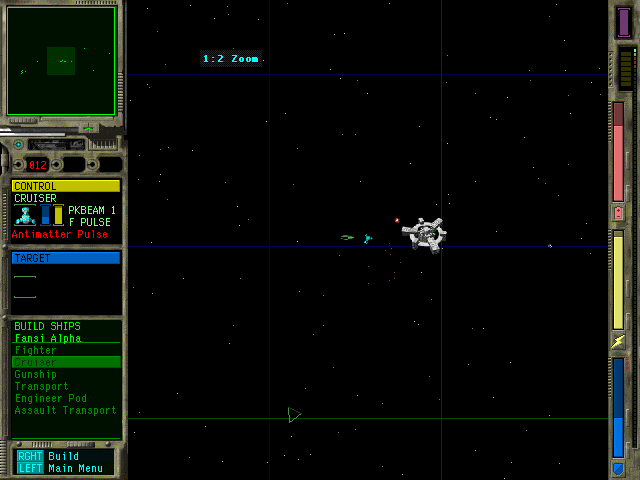 1:2 Zoom
012
CONTROL
CRUISER
PKBEAM 1
F PULSE
Antimatter Pulse
TARGET
BUILD SHIPS
Fansi Alpha
Fighter
Cruiser
Gunship
Transport
Engineer Pod
Assault Transport
RGHT Build
LEFT Main Menu